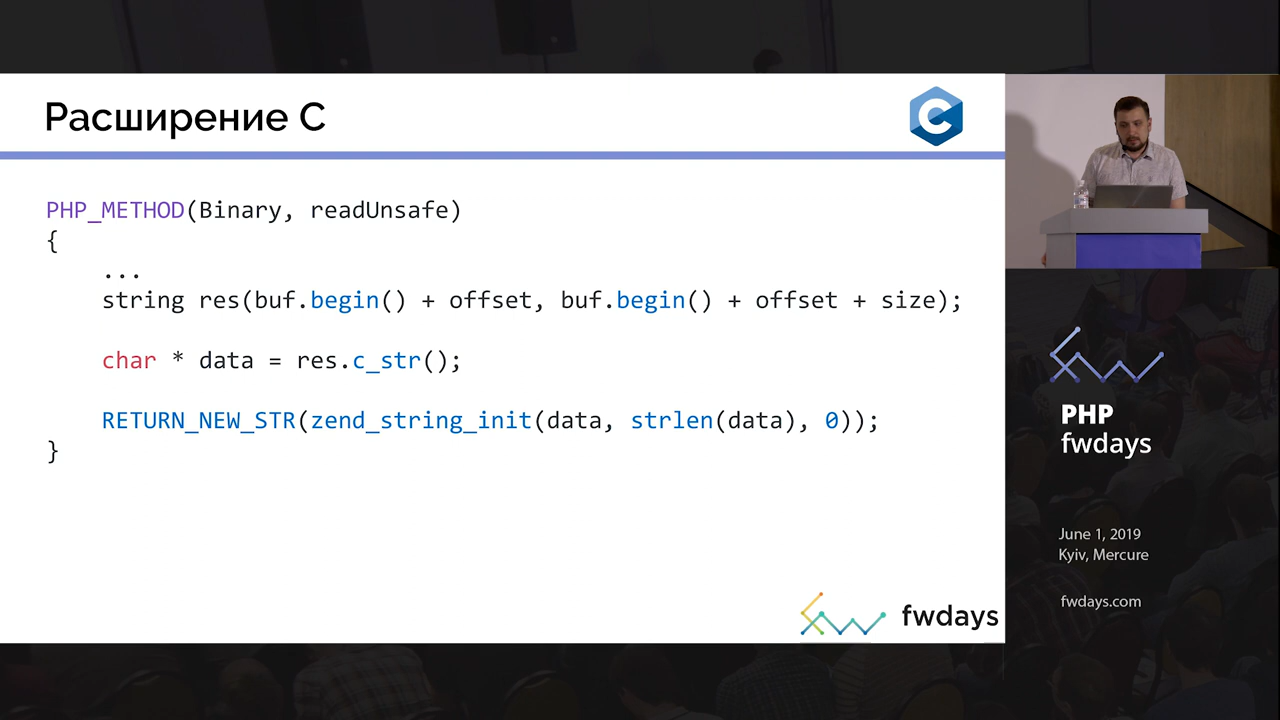 Расширение C
PHP_METHOD(Binary, readUnsafe)
{
...
string res(buf.begin() + offset, buf.begin() + offset + size);
char * data = res.c_str();
RETURN_NEW_STR(zend_string_init(data, strlen(data), 0));
}
fwdays
PHP
fwdays
June 1, 2019
Kyiv, Mercure
fwdays.com